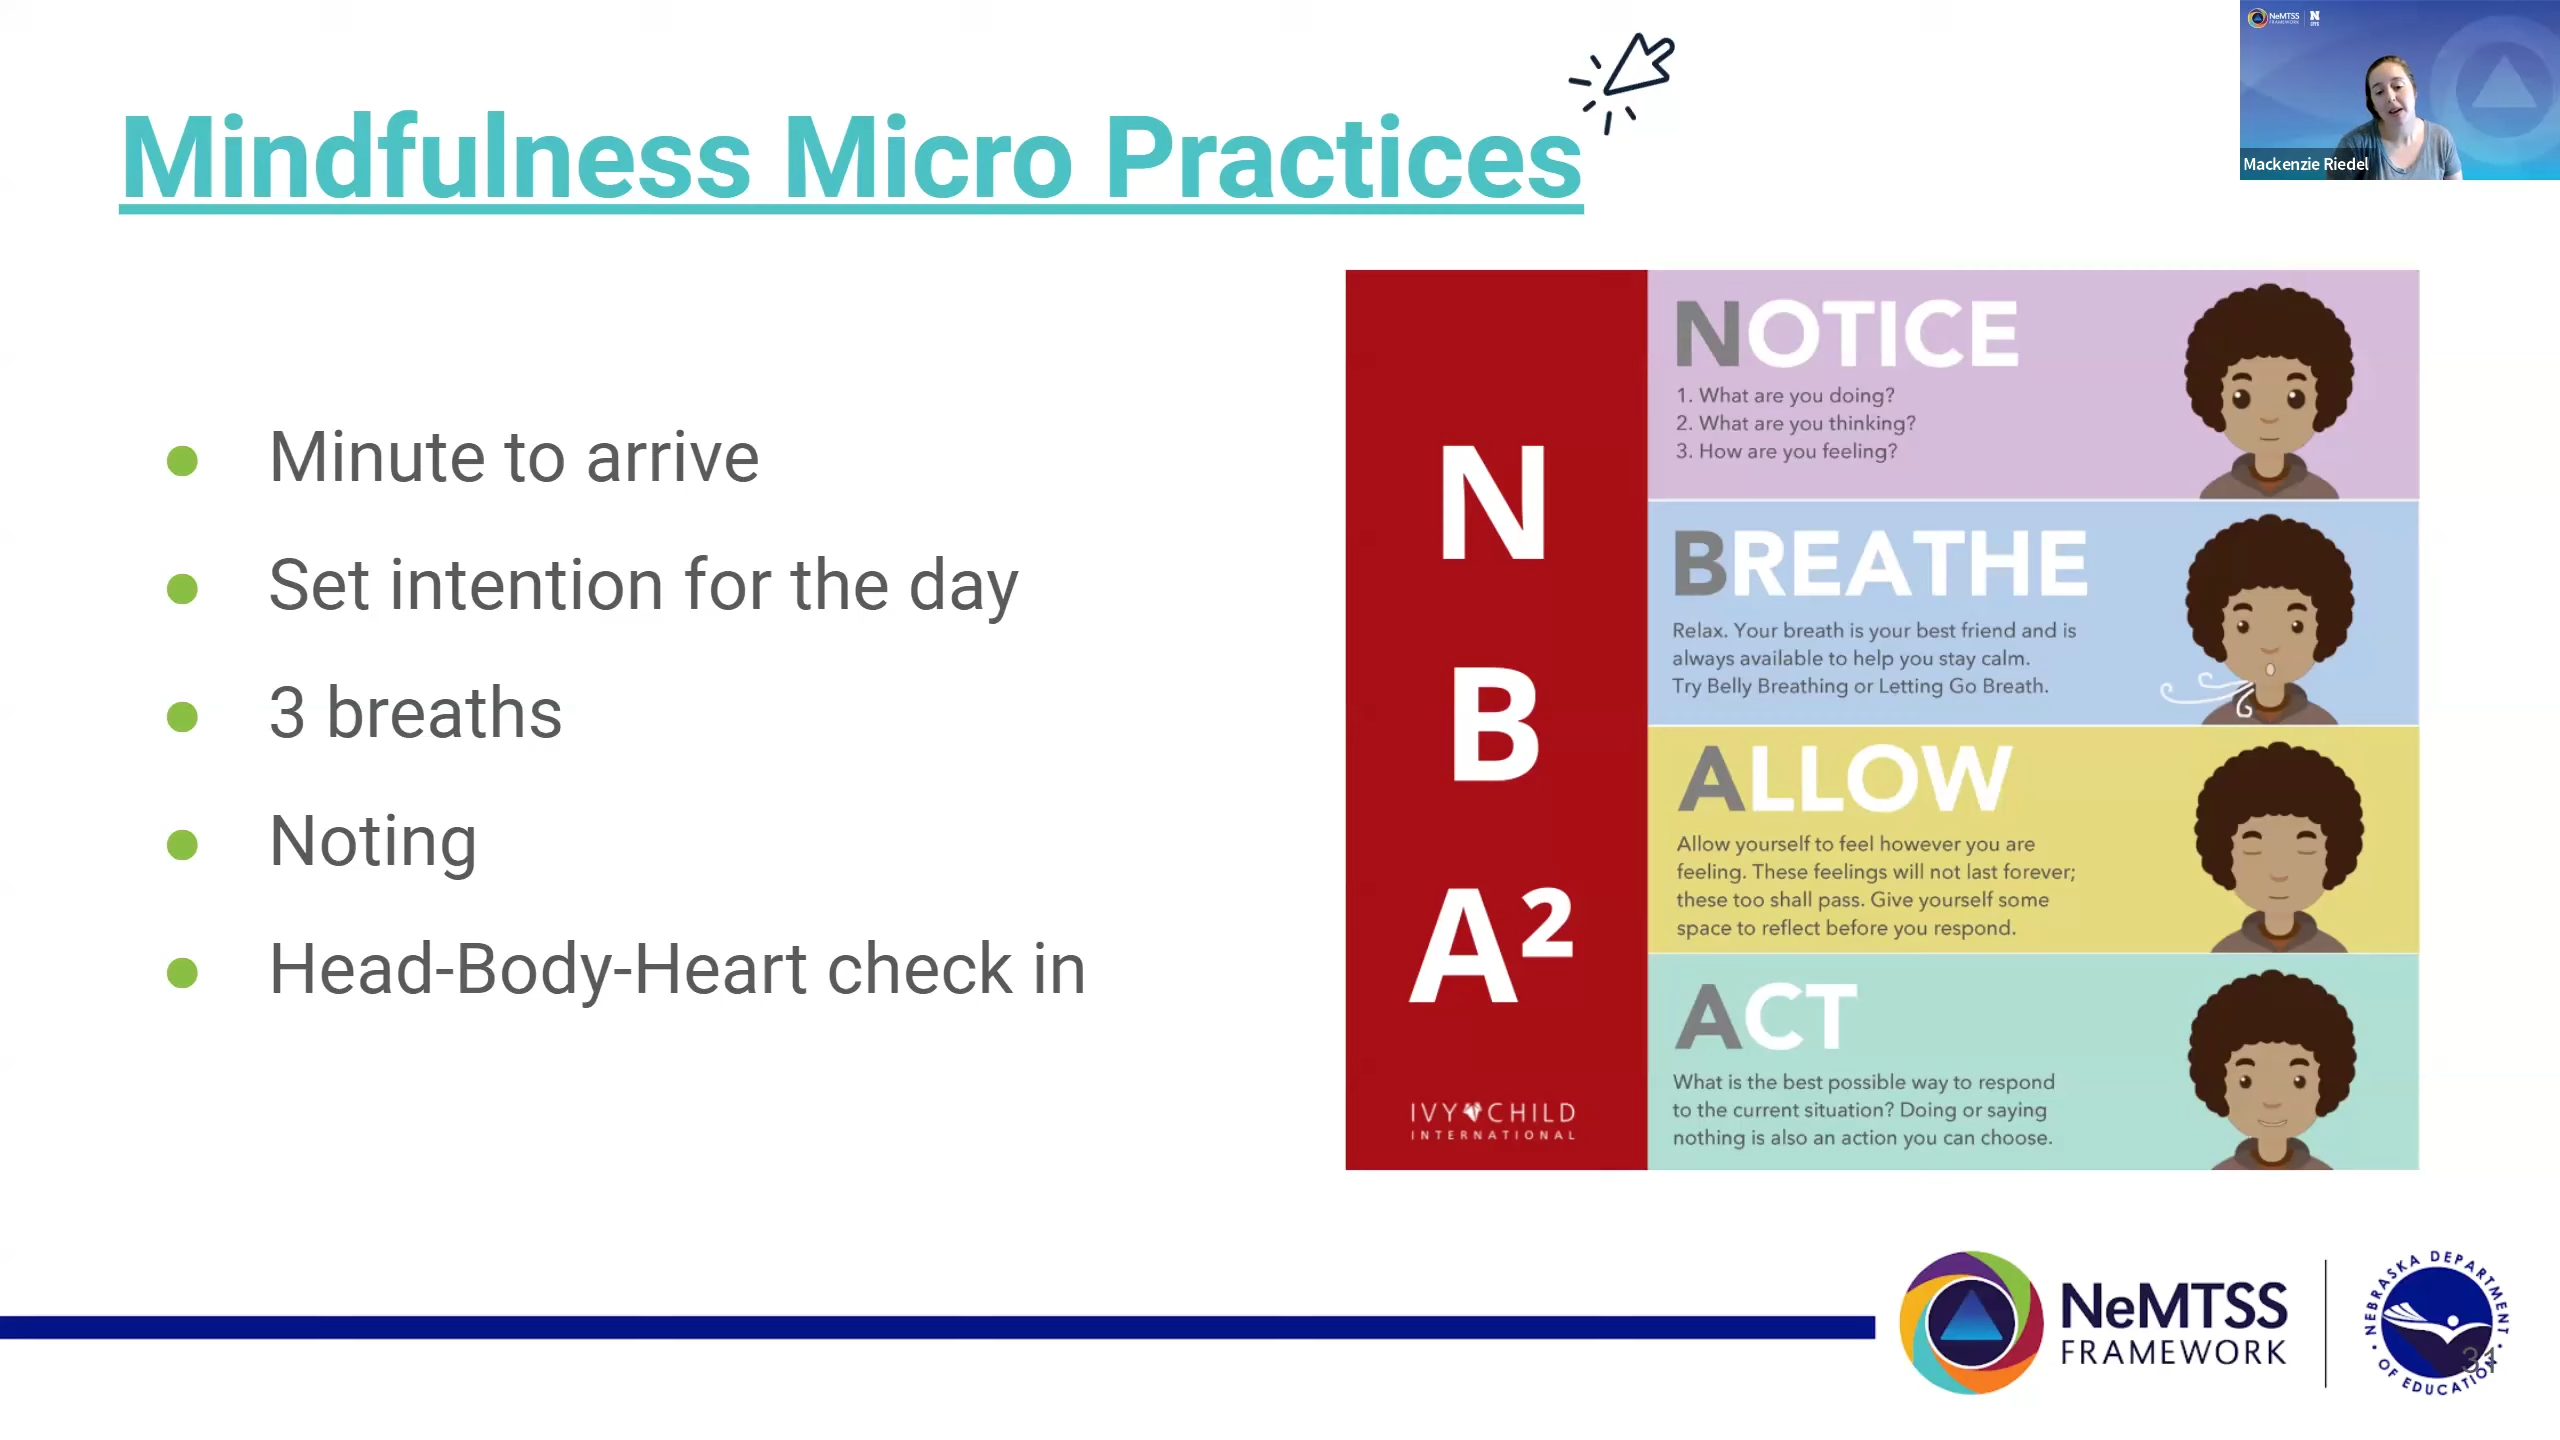 Mindfulness Micro Practices
NeMTSS
FRAMEWORK
N
Mackenzie Riedel
Minute to arrive
Set intention for the day
3 breaths
Noting
Head-Body-Heart check in
N
B
A²
IVY CHILD
INTERNATIONAL
NOTICE
1. What are you doing?
2. What are you thinking?
3. How are you feeling?
BREATHE
Relax. Your breath is your best friend and is
always available to help you stay calm.
Try Belly Breathing or Letting Go Breath.
ALLOW
Allow yourself to feel however you are
feeling. These feelings will not last forever;
these too shall pass. Give yourself some
space to reflect before you respond.
ACT
What is the best possible way to respond
to the current situation? Doing or saying
nothing is also an action you can choose.
NeMTSS
FRAMEWORK
NEBRASKA DEPARTMENT
OF EDUCATION
31